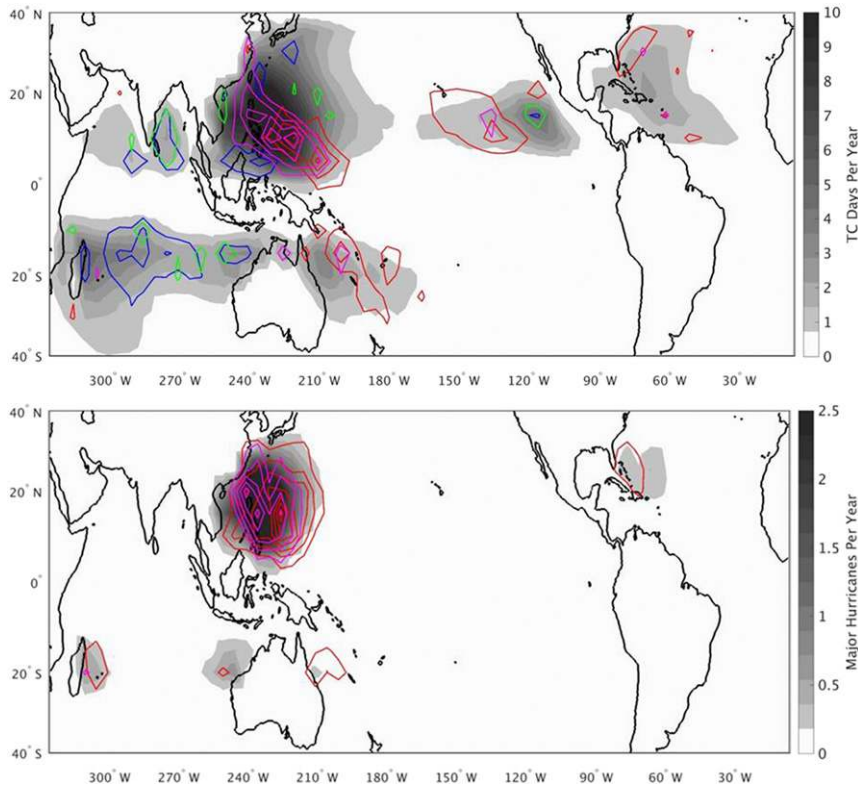 40° N
20° N
0°
20° S
40° S
300° W 270° W 240° W 210° W 180° W 150° W 120° W 90° W 60° W 30° W
10
9
8
7
6
5
4
3
2
1
0
TC Days Per Year
40° N
20° N
0°
20° S
40° S
300° W 270° W 240° W 210° W 180° W 150° W 120° W 90° W 60° W 30° W
2.5
2
1.5
1
0.5
0
Major Hurricanes Per Year